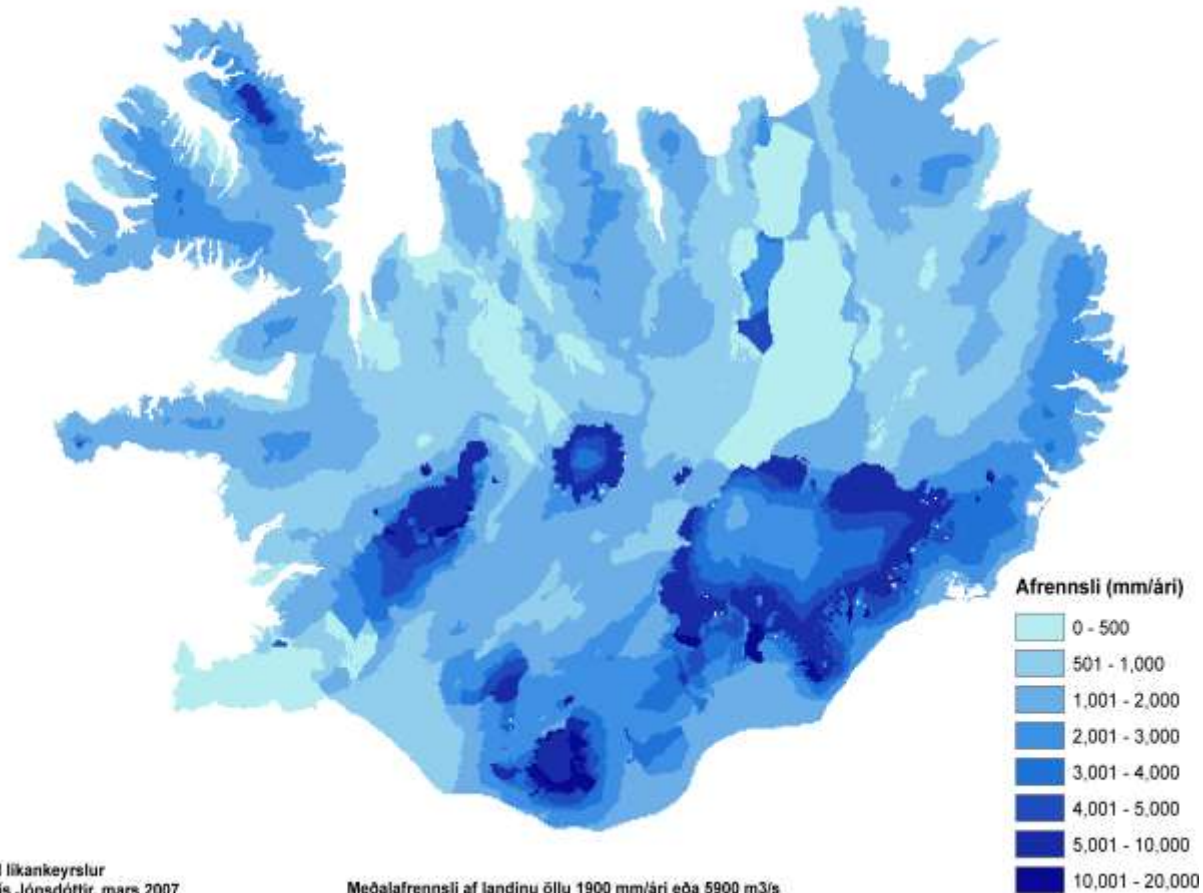 Afrennsli (mm/ári)
0 - 500
501 - 1,000
1,001 - 2,000
2,001 - 3,000
3,001 - 4,000
4,001 - 5,000
5,001 - 10,000
10,001 - 20,000
líkankeyrslur
Jónsdóttir, mars 2007
Meðalafrennsli af landinu öllu 1900 mm/ári eða 5900 m3/s